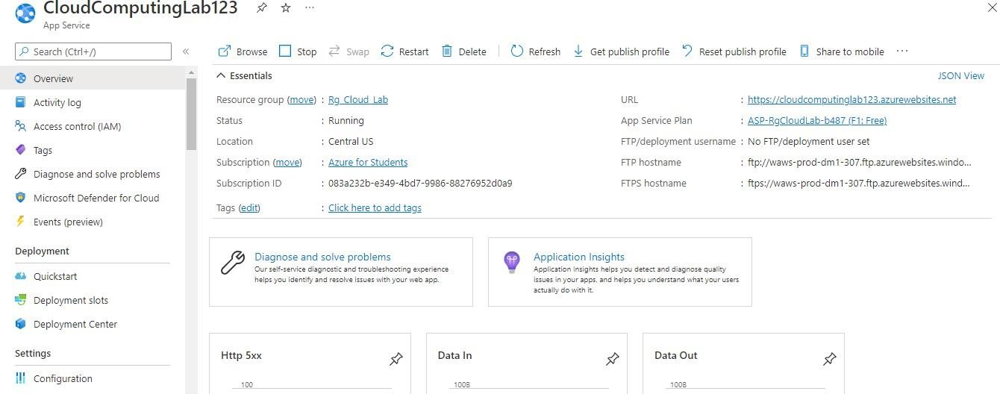 CloudComputingLab123
App Service
Search (Ctrl+/)
Overview
Activity log
Access control (IAM)
Tags
Diagnose and solve problems
Microsoft Defender for Cloud
Events (preview)
Deployment
Quickstart
Deployment slots
Deployment Center
Settings
Configuration
Browse Stop Swap Restart Delete Refresh Get publish profile Reset publish profile Share to mobile
Essentials
JSON View
Resource group (move) : Rg_Cloud_Lab
Status : Running
Location : Central US
Subscription (move) : Azure for Students
Subscription ID : 083a232b-e349-4bd7-9986-88276952d0a9
Tags (edit) : Click here to add tags
URL : https://cloudcomputinglab123.azurewebsites.net
App Service Plan : ASP-RgCloudLab-b487 (F1: Free)
FTP/deployment username : No FTP/deployment user set
FTP hostname : ftp://waws-prod-dm1-307.ftp.azurewebsites.windo...
FTPS hostname : ftps://waws-prod-dm1-307.ftp.azurewebsites.wind...
Diagnose and solve problems
Our self-service diagnostic and troubleshooting experience
helps you identify and resolve issues with your web app.
Application Insights
Application Insights helps you detect and diagnose quality
issues in your apps, and helps you understand what your users
actually do with it.
Http 5xx
100
Data In
100B
Data Out
100B